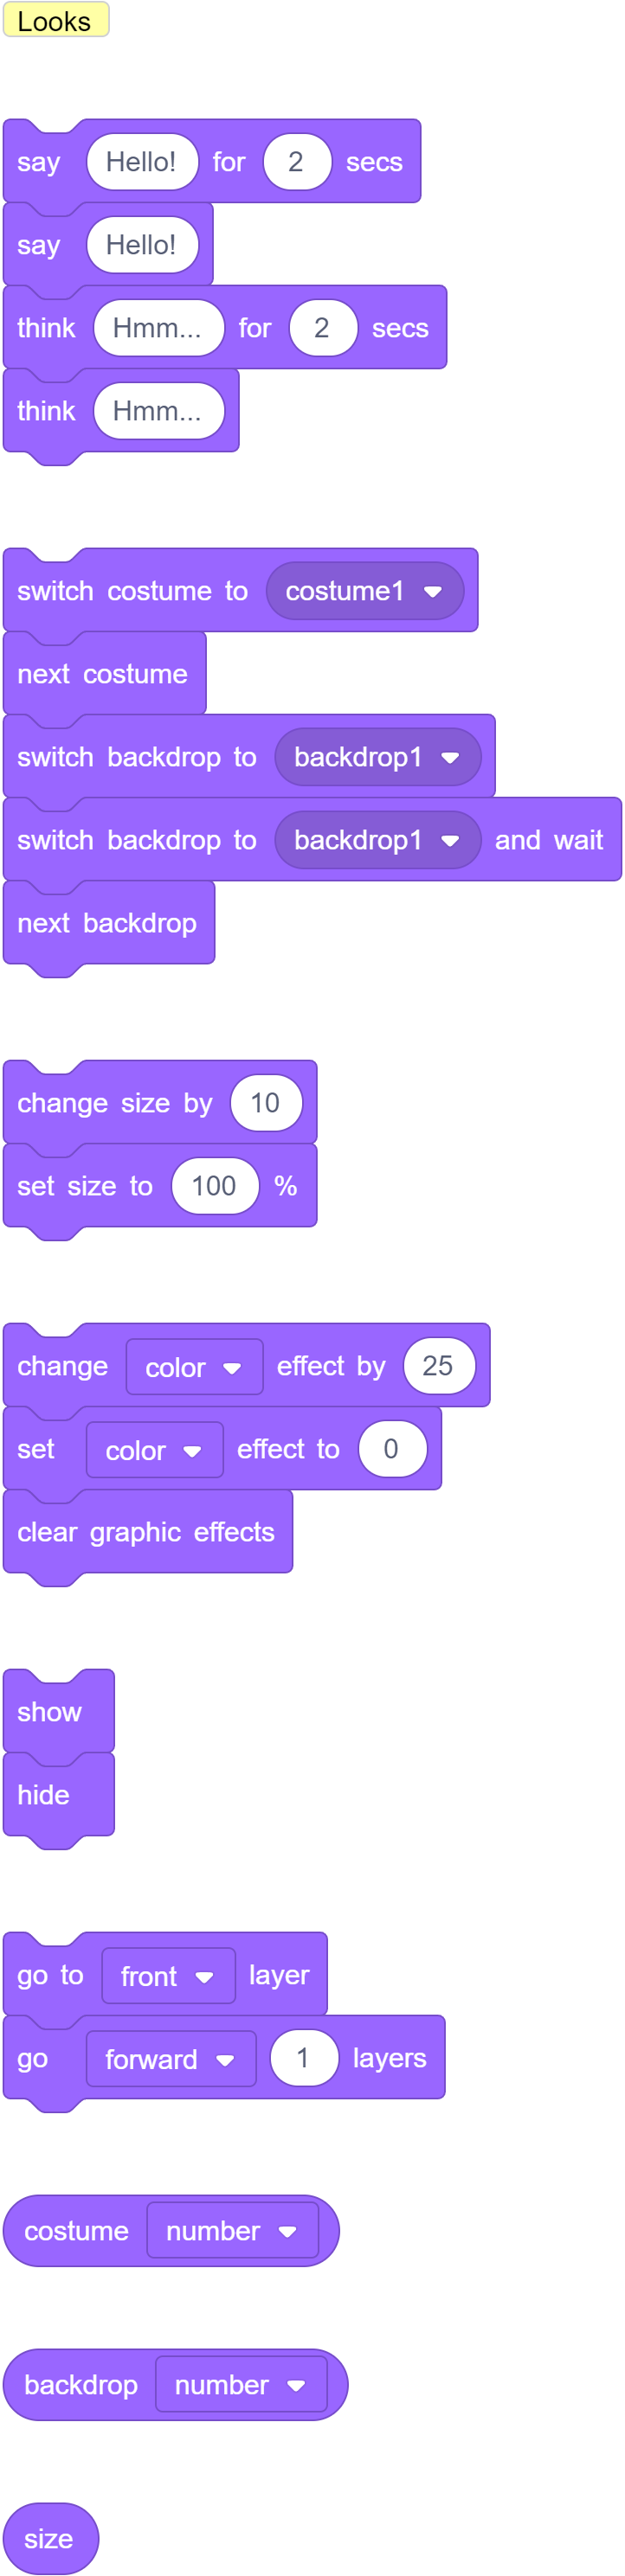 Looks
say Hello! for 2 secs
say Hello!
think Hmm... for 2 secs
think Hmm...
switch costume to costume1
next costume
switch backdrop to backdrop1
switch backdrop to backdrop1 and wait
next backdrop
change size by 10
set size to 100 %
change color effect by 25
set color effect to 0
clear graphic effects
show
hide
go to front layer
go forward 1 layers
costume number
backdrop number
size